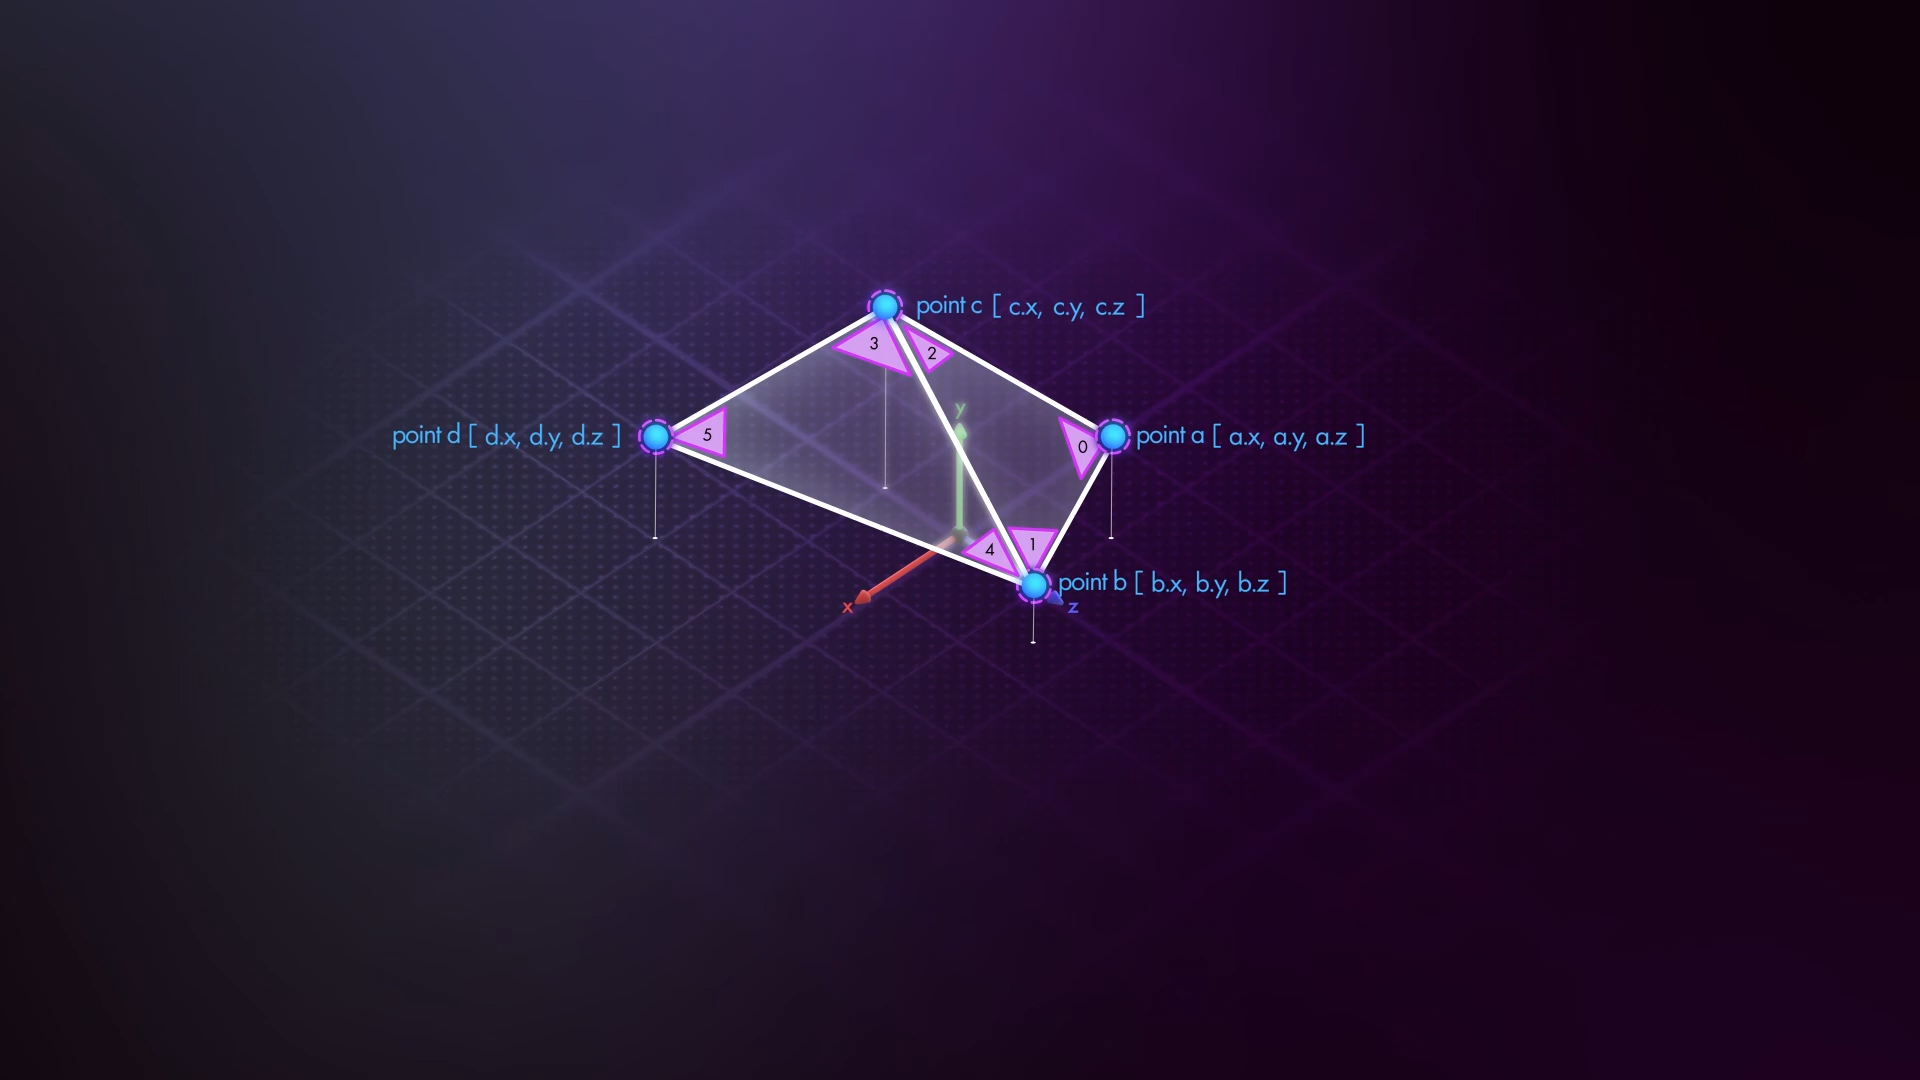 point c [ c.x, c.y, c.z ]
3
2
y
point d [ d.x, d.y, d.z ]
5
0
point a [ a.x, a.y, a.z ]
4
1
point b [ b.x, b.y, b.z ]
x
z